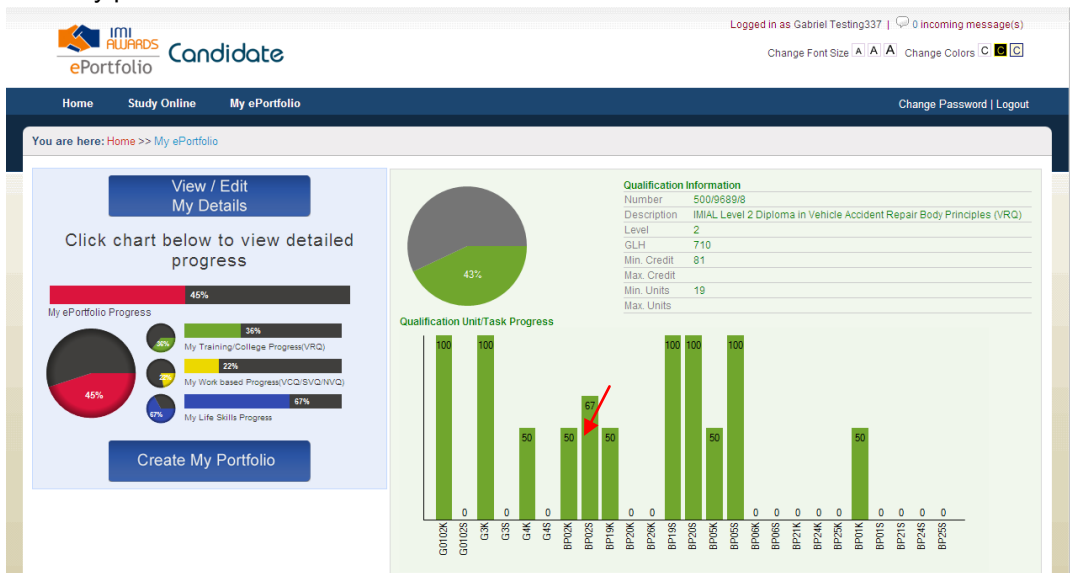 Logged in as Gabriel Testing337 | 0 incoming message(s)
IMI
AWARDS
ePortfolio
Candidate
Change Font Size A A A Change Colors C C C
Home Study Online My ePortfolio Change Password | Logout
You are here: Home >> My ePortfolio
View / Edit
My Details
Click chart below to view detailed
progress
45%
My ePortfolio Progress
45%
36% 36%
My Training/College Progress(VRQ)
22% 22%
My Work based Progress(VCQ/SVQ/NVQ)
67% 67%
My Life Skills Progress
Create My Portfolio
43%
Qualification Information
Number 500/9689/8
Description IMIAL Level 2 Diploma in Vehicle Accident Repair Body Principles (VRQ)
Level 2
GLH 710
Min. Credit 81
Max. Credit
Min. Units 19
Max. Units
Qualification Unit/Task Progress
100 0 100 0 50 0 50 67 50 0 0 100 100 50 100 0 0 0 0 0 50 0 0 0 0
G0102K G0102S G3K G3S G4K G4S BP02K BP02S BP19K BP20K BP26K BP19S BP20S BP05K BP05S BP06K BP06S BP21K BP24K BP25K BP01K BP01S BP21S BP24S BP25S